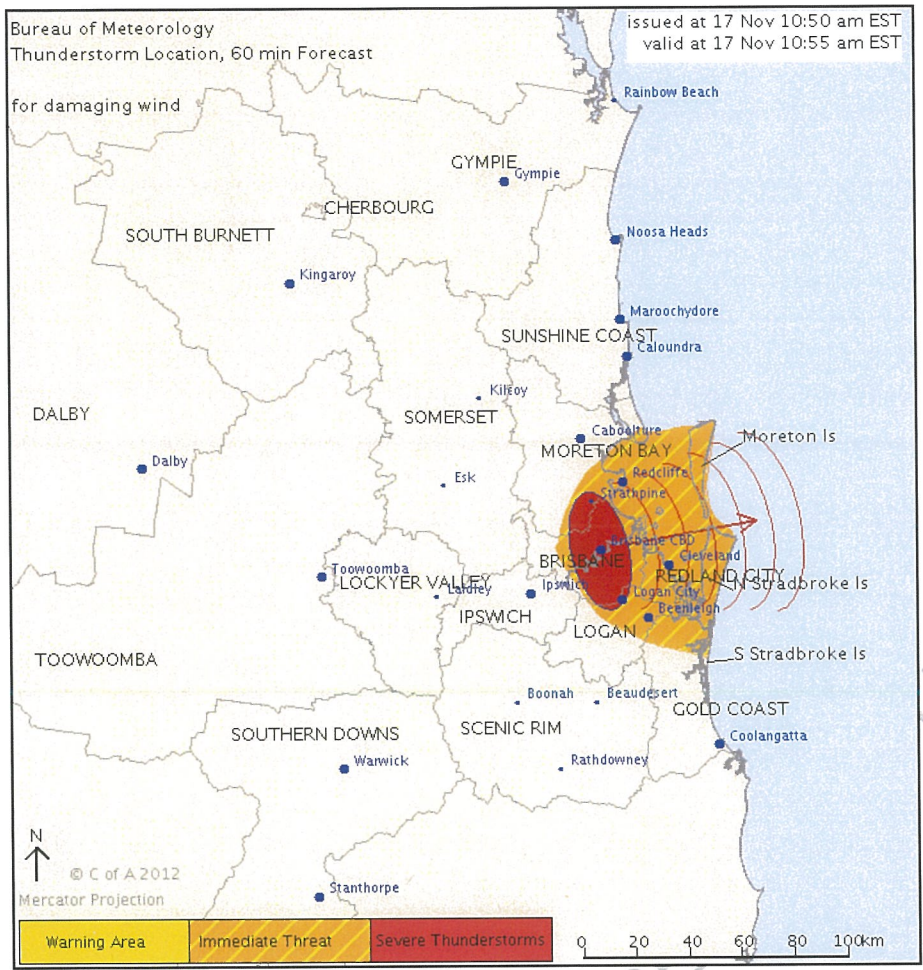 Bureau of Meteorology
Thunderstorm Location, 60 min Forecast
for damaging wind
issued at 17 Nov 10:50 am EST
valid at 17 Nov 10:55 am EST
Rainbow Beach
GYMPIE
Gympie
CHERBOURG
SOUTH BURNETT
Noosa Heads
Kingaroy
Maroochydore
SUNSHINE COAST
Caloundra
Kilcoy
DALBY
SOMERSET
Caboolture
Moreton Is
MORETON BAY
Dalby
Redcliffe
Esk
Strathpine
Brisbane CBD
BRISBANE
Cleveland
Toowoomba
LOCKYER VALLEY
Laidley
Ipswich
REDLAND CITY
N Stradbroke Is
Logan City
IPSWICH
Beenleigh
LOGAN
TOOWOOMBA
S Stradbroke Is
Boonah
Beaudesert
GOLD COAST
SOUTHERN DOWNS
SCENIC RIM
Coolangatta
Warwick
Rathdowney
N
© C of A 2012
Mercator Projection
Stanthorpe
Warning Area
Immediate Threat
Severe Thunderstorms
0 20 40 60 80 100km